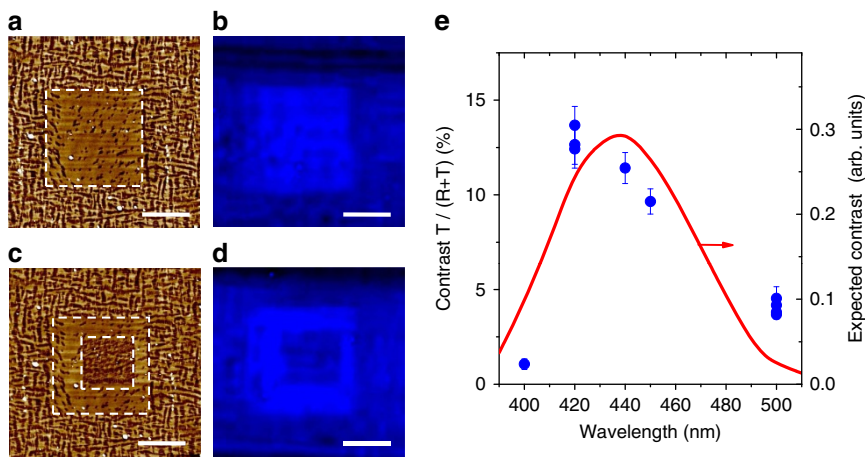 a
b
c
d
e
Contrast T / (R+T) (%)
15
10
5
0
400
420
440
460
480
500
Wavelength (nm)
0.3
0.2
0.1
0.0
Expected contrast (arb. units)